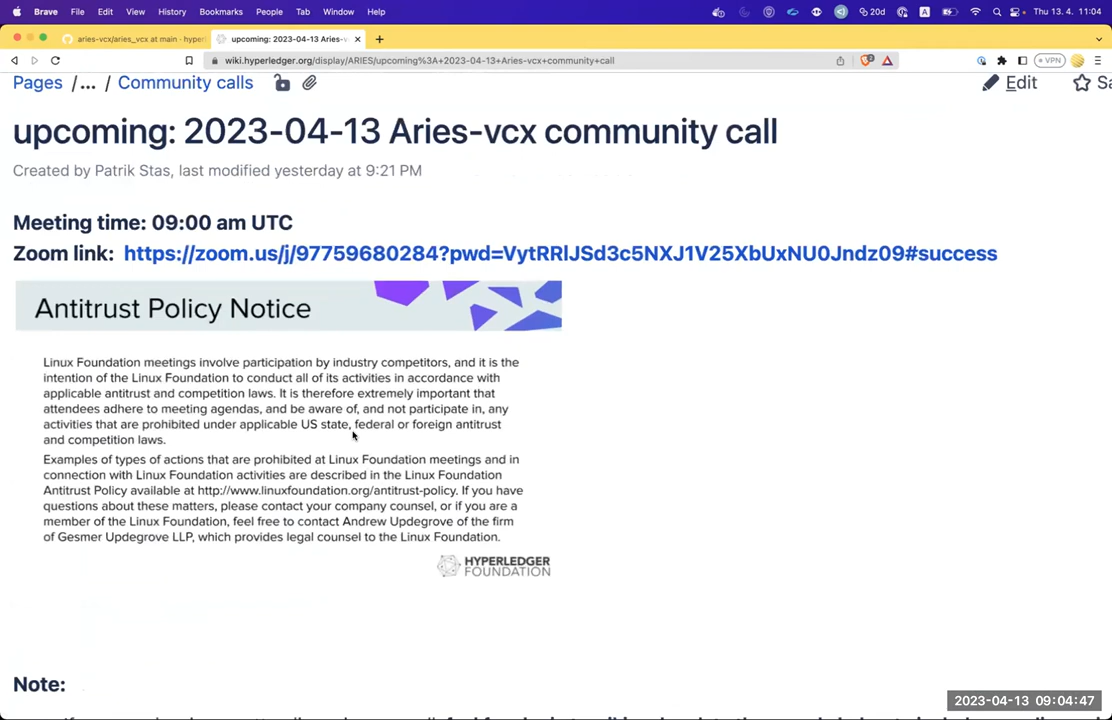 Brave File Edit View History Bookmarks People Tab Window Help 20d A Thu 13. 4. 11:04
aries-vcx/aries_vcx at main · hyper
upcoming: 2023-04-13 Aries-v
wiki.hyperledger.org/display/ARIES/upcoming%3A+2023-04-13+Aries-vcx+community+call
VPN
Pages /... / Community calls
Edit
upcoming: 2023-04-13 Aries-vcx community call
Created by Patrik Stas, last modified yesterday at 9:21 PM
Meeting time: 09:00 am UTC
Zoom link: https://zoom.us/j/97759680284?pwd=VytRRlJSd3c5NXJ1V25XbUxNU0Jndz09#success
Antitrust Policy Notice
Linux Foundation meetings involve participation by industry competitors, and it is the
intention of the Linux Foundation to conduct all of its activities in accordance with
applicable antitrust and competition laws. It is therefore extremely important that
attendees adhere to meeting agendas, and be aware of, and not participate in, any
activities that are prohibited under applicable US state, federal or foreign antitrust
and competition laws.
Examples of types of actions that are prohibited at Linux Foundation meetings and in
connection with Linux Foundation activities are described in the Linux Foundation
Antitrust Policy available at http://www.linuxfoundation.org/antitrust-policy. If you have
questions about these matters, please contact your company counsel, or if you are a
member of the Linux Foundation, feel free to contact Andrew Updegrove of the firm
of Gesmer Updegrove LLP, which provides legal counsel to the Linux Foundation.
HYPERLEDGER
FOUNDATION
Note:
2023-04-13 09:04:47